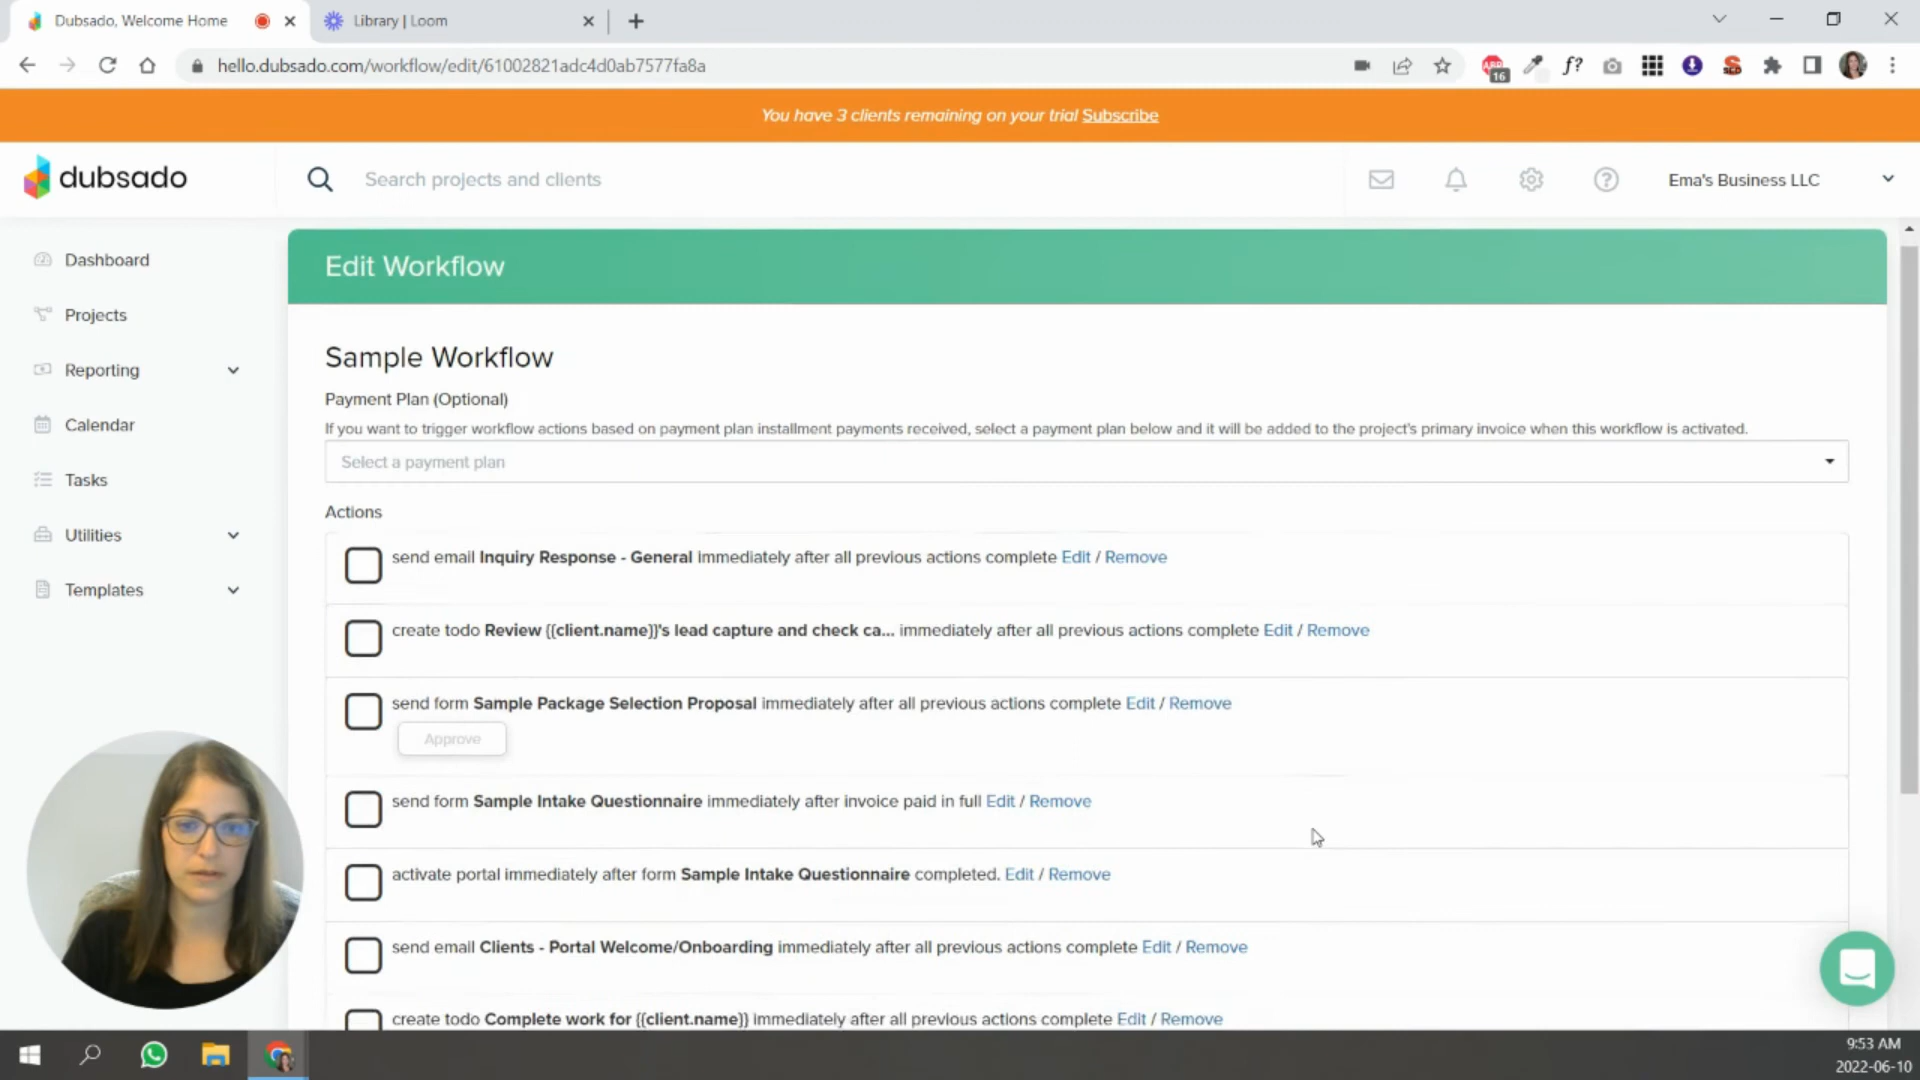 Dubsado, Welcome Home
Library | Loom
hello.dubsado.com/workflow/edit/61002821adc4d0ab7577fa8a
16
f?
You have 3 clients remaining on your trial Subscribe
dubsado
Search projects and clients
Ema's Business LLC
Dashboard
Projects
Reporting
Calendar
Tasks
Utilities
Templates
Edit Workflow
Sample Workflow
Payment Plan (Optional)
If you want to trigger workflow actions based on payment plan installment payments received, select a payment plan below and it will be added to the project's primary invoice when this workflow is activated.
Select a payment plan
Actions
send email Inquiry Response - General immediately after all previous actions complete Edit / Remove
create todo Review {{client.name}}'s lead capture and check ca... immediately after all previous actions complete Edit / Remove
send form Sample Package Selection Proposal immediately after all previous actions complete Edit / Remove
Approve
send form Sample Intake Questionnaire immediately after invoice paid in full Edit / Remove
activate portal immediately after form Sample Intake Questionnaire completed. Edit / Remove
send email Clients - Portal Welcome/Onboarding immediately after all previous actions complete Edit / Remove
create todo Complete work for {{client.name}} immediately after all previous actions complete Edit / Remove
9:53 AM
2022-06-10